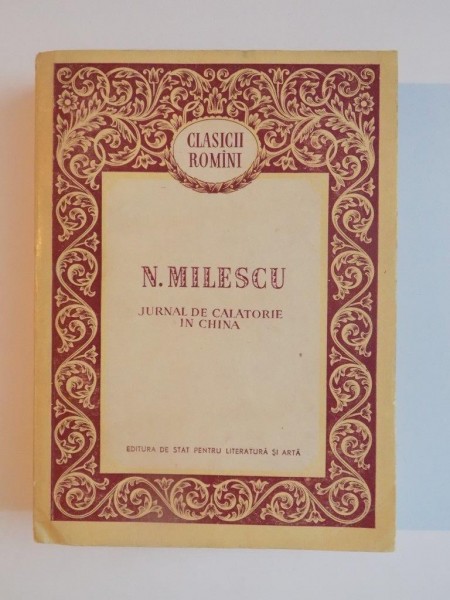 CLASICII
ROMÎNI
N. MILESCU
JURNAL DE CALATORIE
IN CHINA
EDITURA DE STAT PENTRU LITERATURĂ ȘI ARTĂ